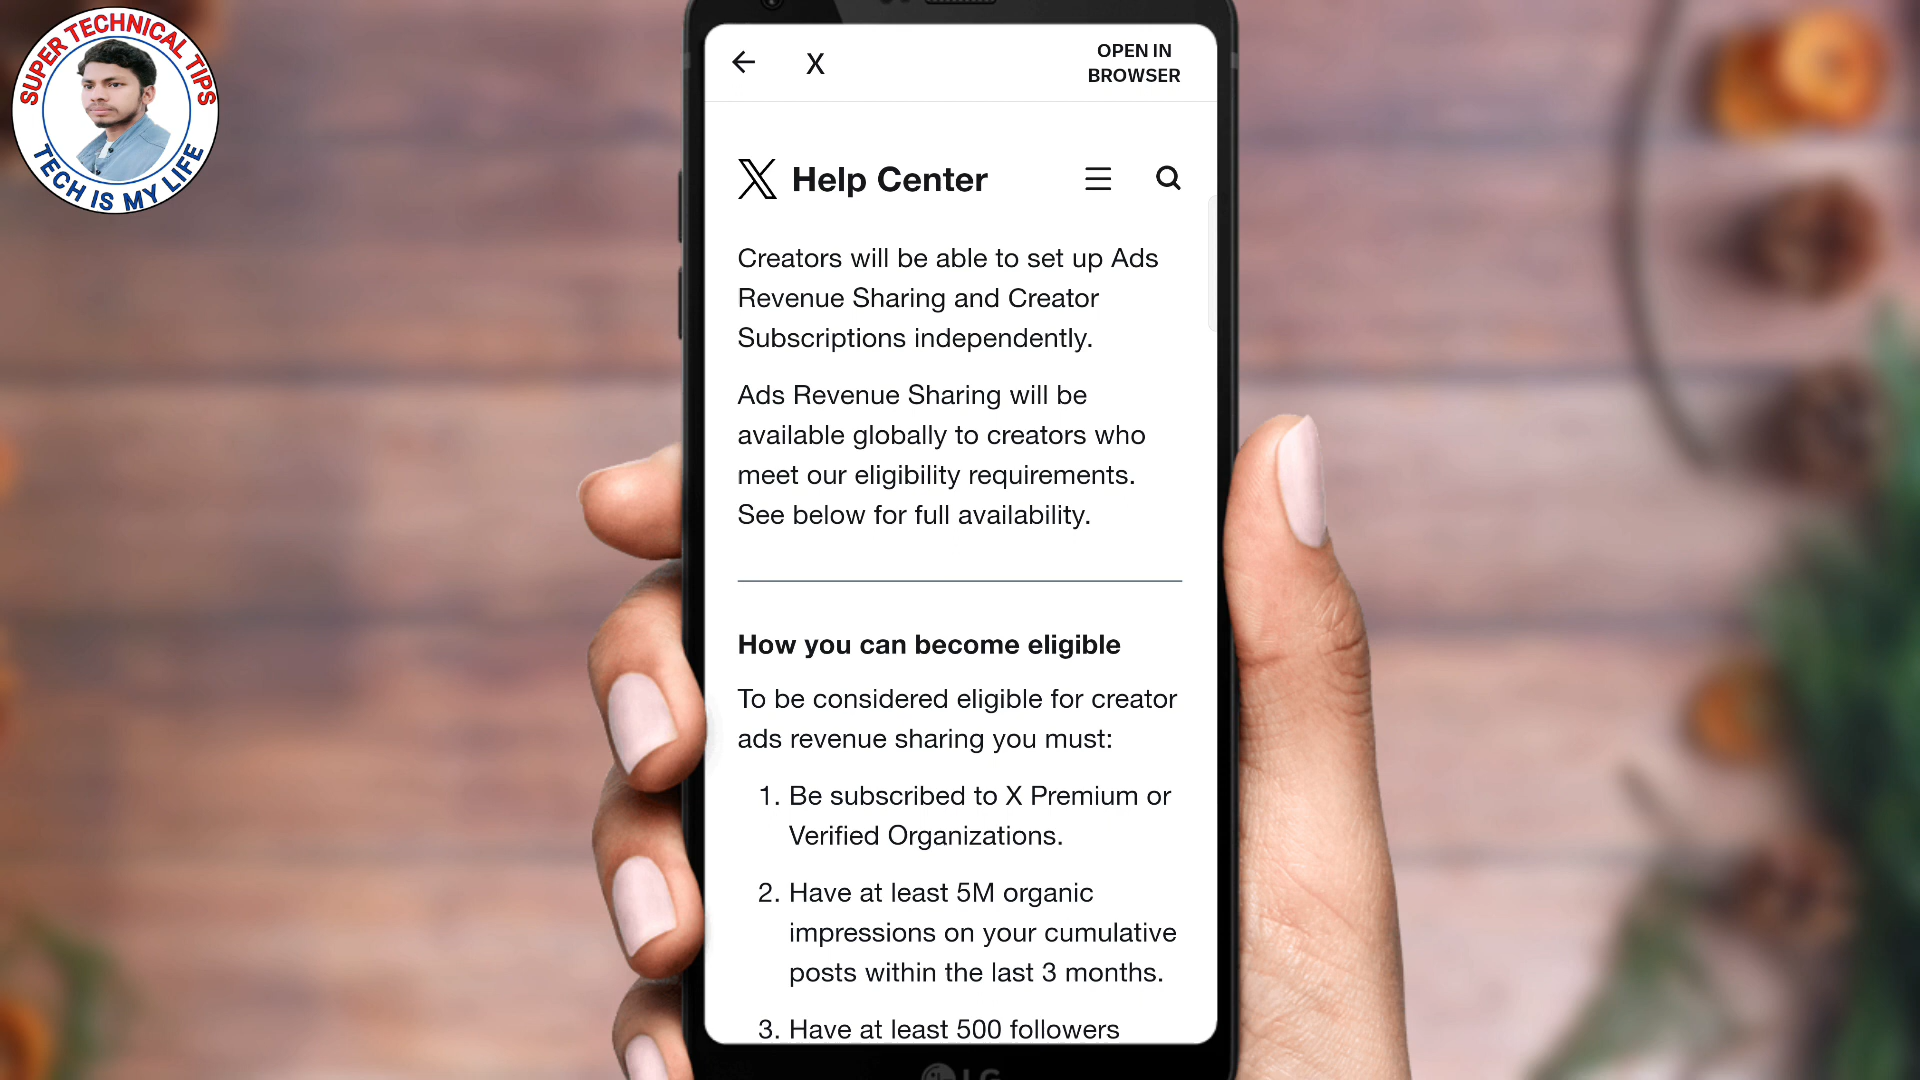 SUPER TECHNICAL TIPS
TECH IS MY LIFE
X
OPEN IN
BROWSER
X Help Center
Creators will be able to set up Ads
Revenue Sharing and Creator
Subscriptions independently.
Ads Revenue Sharing will be
available globally to creators who
meet our eligibility requirements.
See below for full availability.
How you can become eligible
To be considered eligible for creator
ads revenue sharing you must:
1. Be subscribed to X Premium or
Verified Organizations.
2. Have at least 5M organic
impressions on your cumulative
posts within the last 3 months.
3. Have at least 500 followers
LG